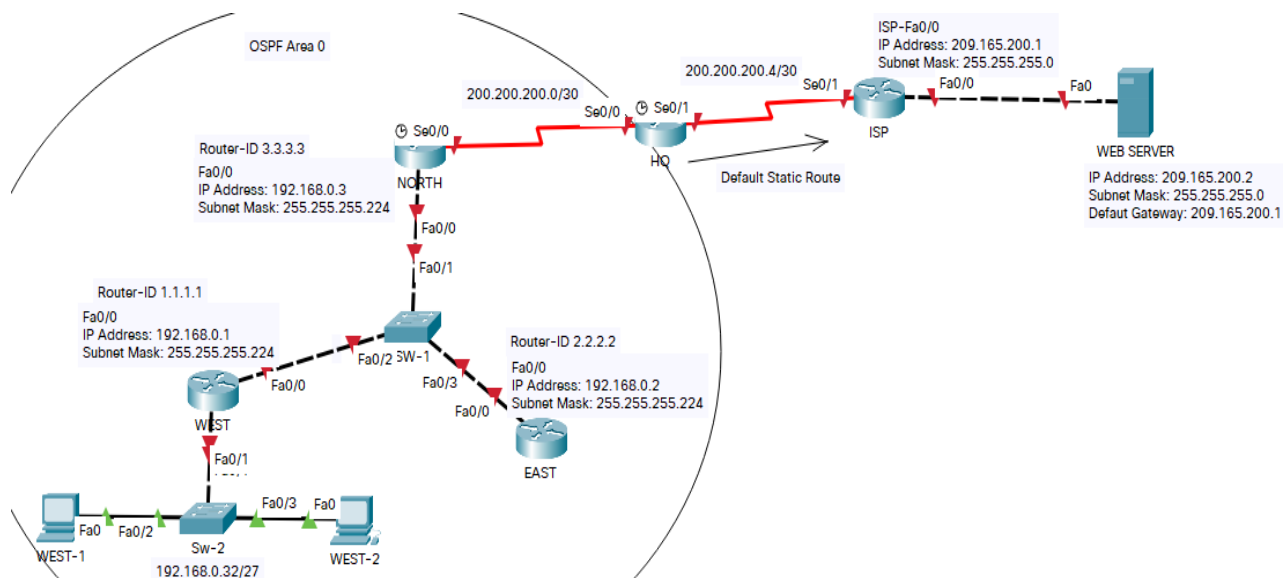 OSPF Area 0
ISP-Fa0/0
IP Address: 209.165.200.1
Subnet Mask: 255.255.255.0
200.200.200.4/30
200.200.200.0/30
Se0/1
Fa0/0
Fa0
Se0/0
Se0/1
ISP
Se0/0
HQ
WEB SERVER
Router-ID 3.3.3.3
Fa0/0
IP Address: 192.168.0.3
Subnet Mask: 255.255.255.224
NORTH
Default Static Route
IP Address: 209.165.200.2
Subnet Mask: 255.255.255.0
Defaut Gateway: 209.165.200.1
Fa0/0
Fa0/1
Router-ID 1.1.1.1
Fa0/0
IP Address: 192.168.0.1
Subnet Mask: 255.255.255.224
Fa0/2
SW-1
Router-ID 2.2.2.2
Fa0/0
IP Address: 192.168.0.2
Subnet Mask: 255.255.255.224
Fa0/3
Fa0/0
Fa0/0
WEST
EAST
Fa0/1
Fa0
Fa0/2
Fa0/3
Fa0
WEST-1
Sw-2
WEST-2
192.168.0.32/27